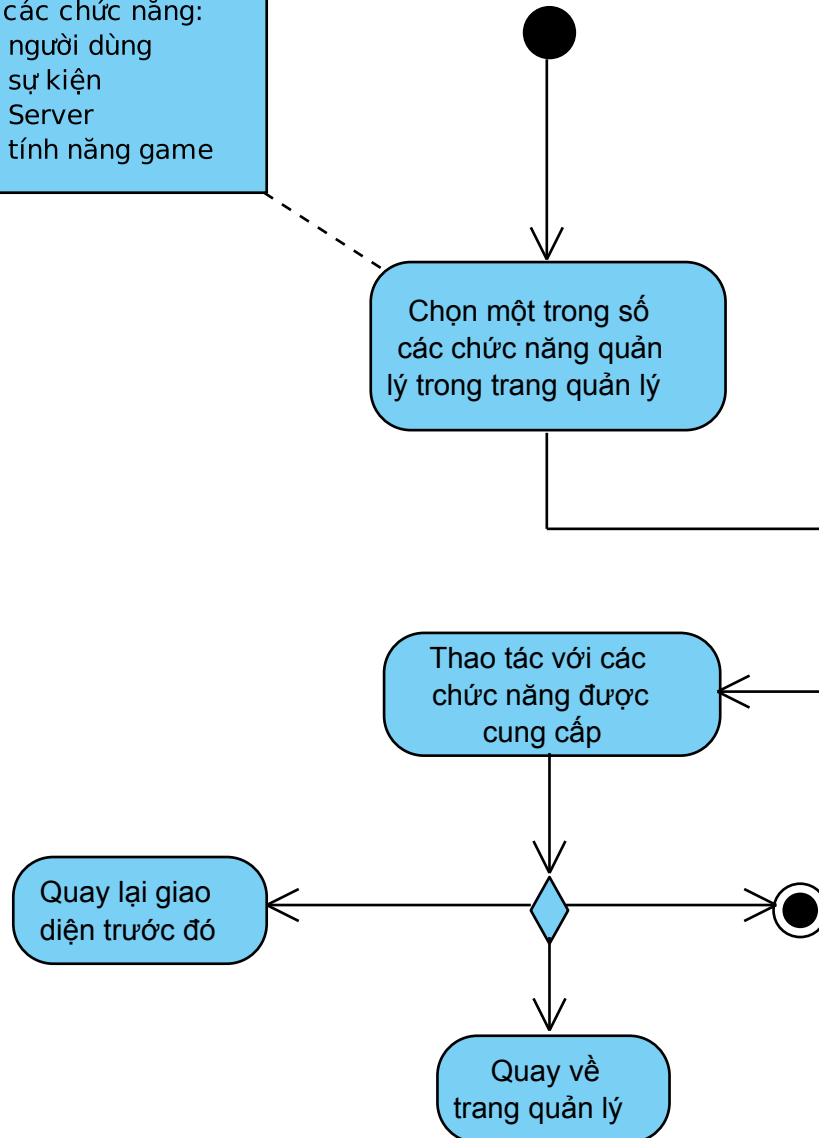 các chức năng:
người dùng
sự kiện
Server
tính năng game
Chọn một trong số
các chức năng quản
lý trong trang quản lý
Thao tác với các
chức năng được
cung cấp
Quay lại giao
diện trước đó
Quay về
trang quản lý